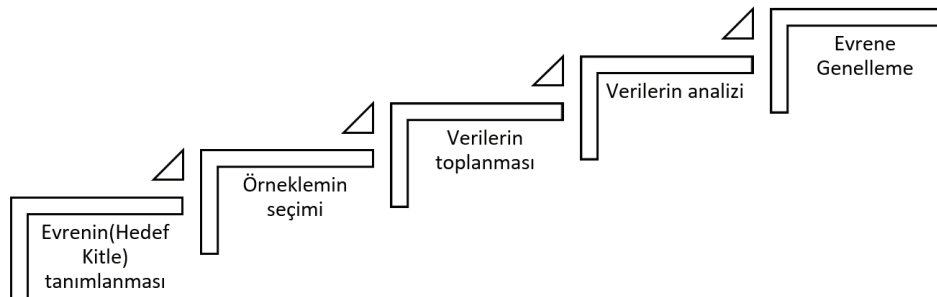 Evrenin(Hedef
Kitle)
tanımlanması
Örneklemin
seçimi
Verilerin
toplanması
Verilerin analizi
Evrene
Genelleme